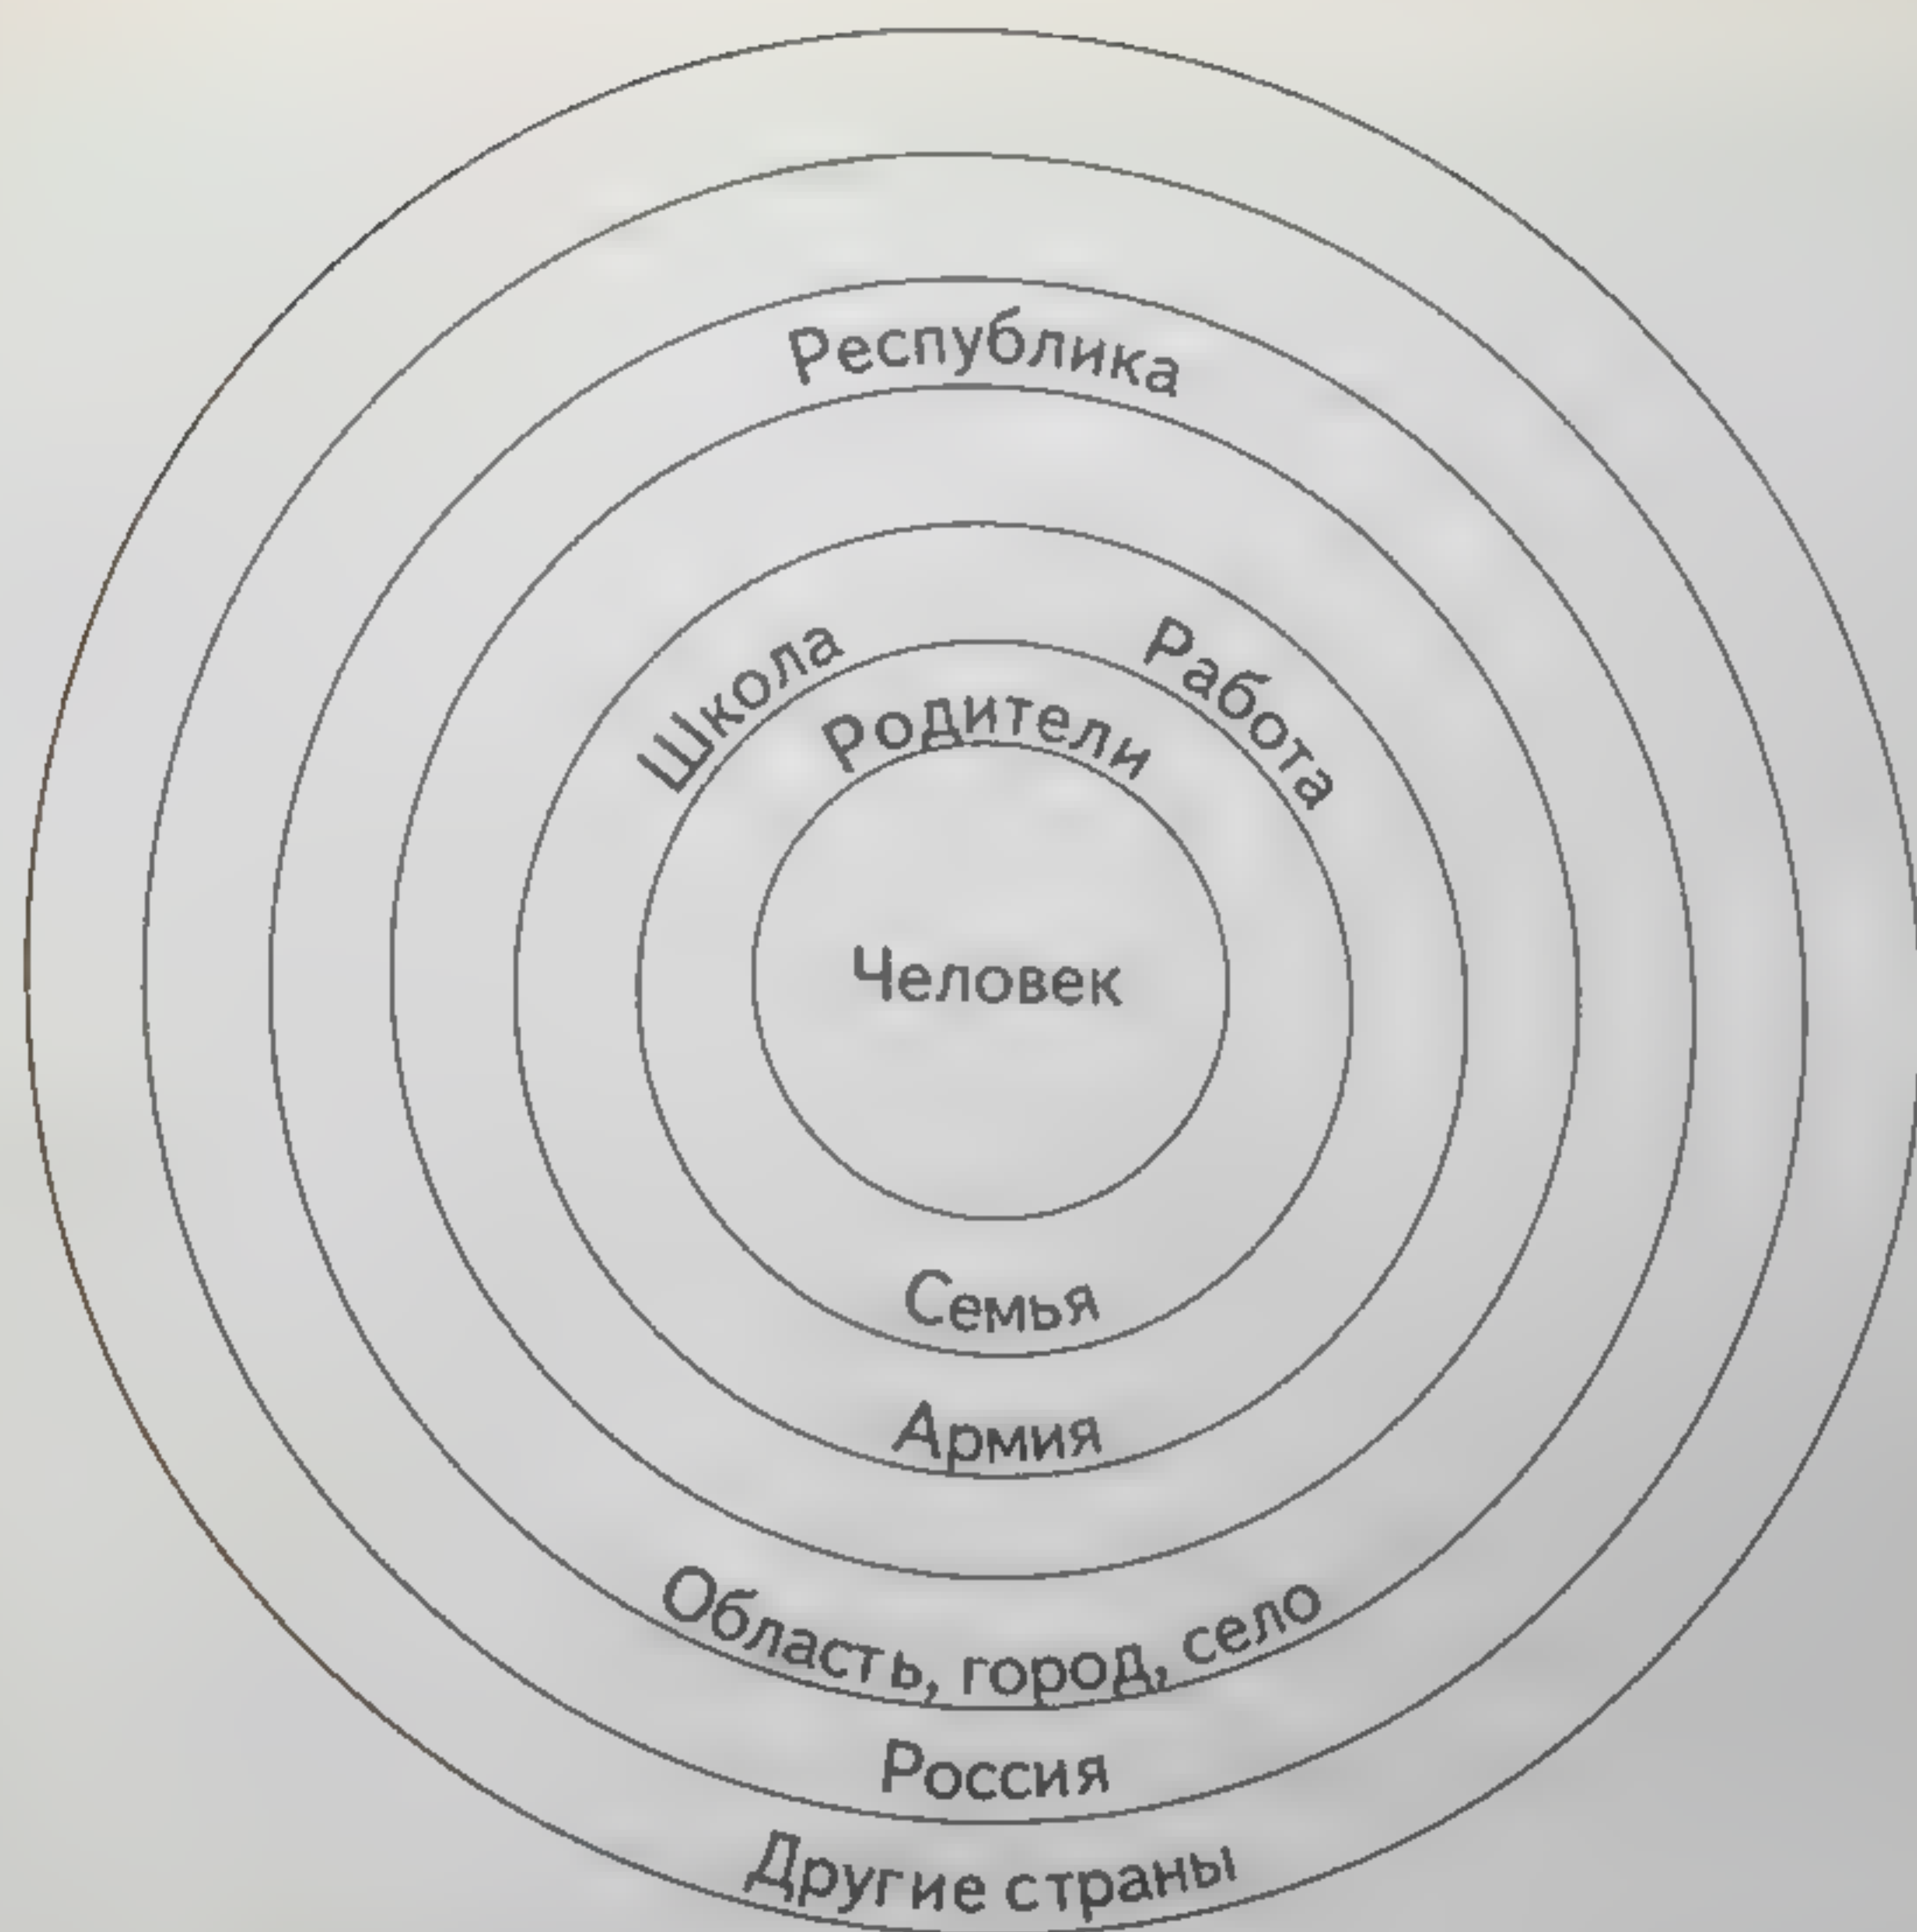 Республика
Школа
Работа
Родители
Человек
Семья
Армия
Область, город, село
Россия
Другие страны